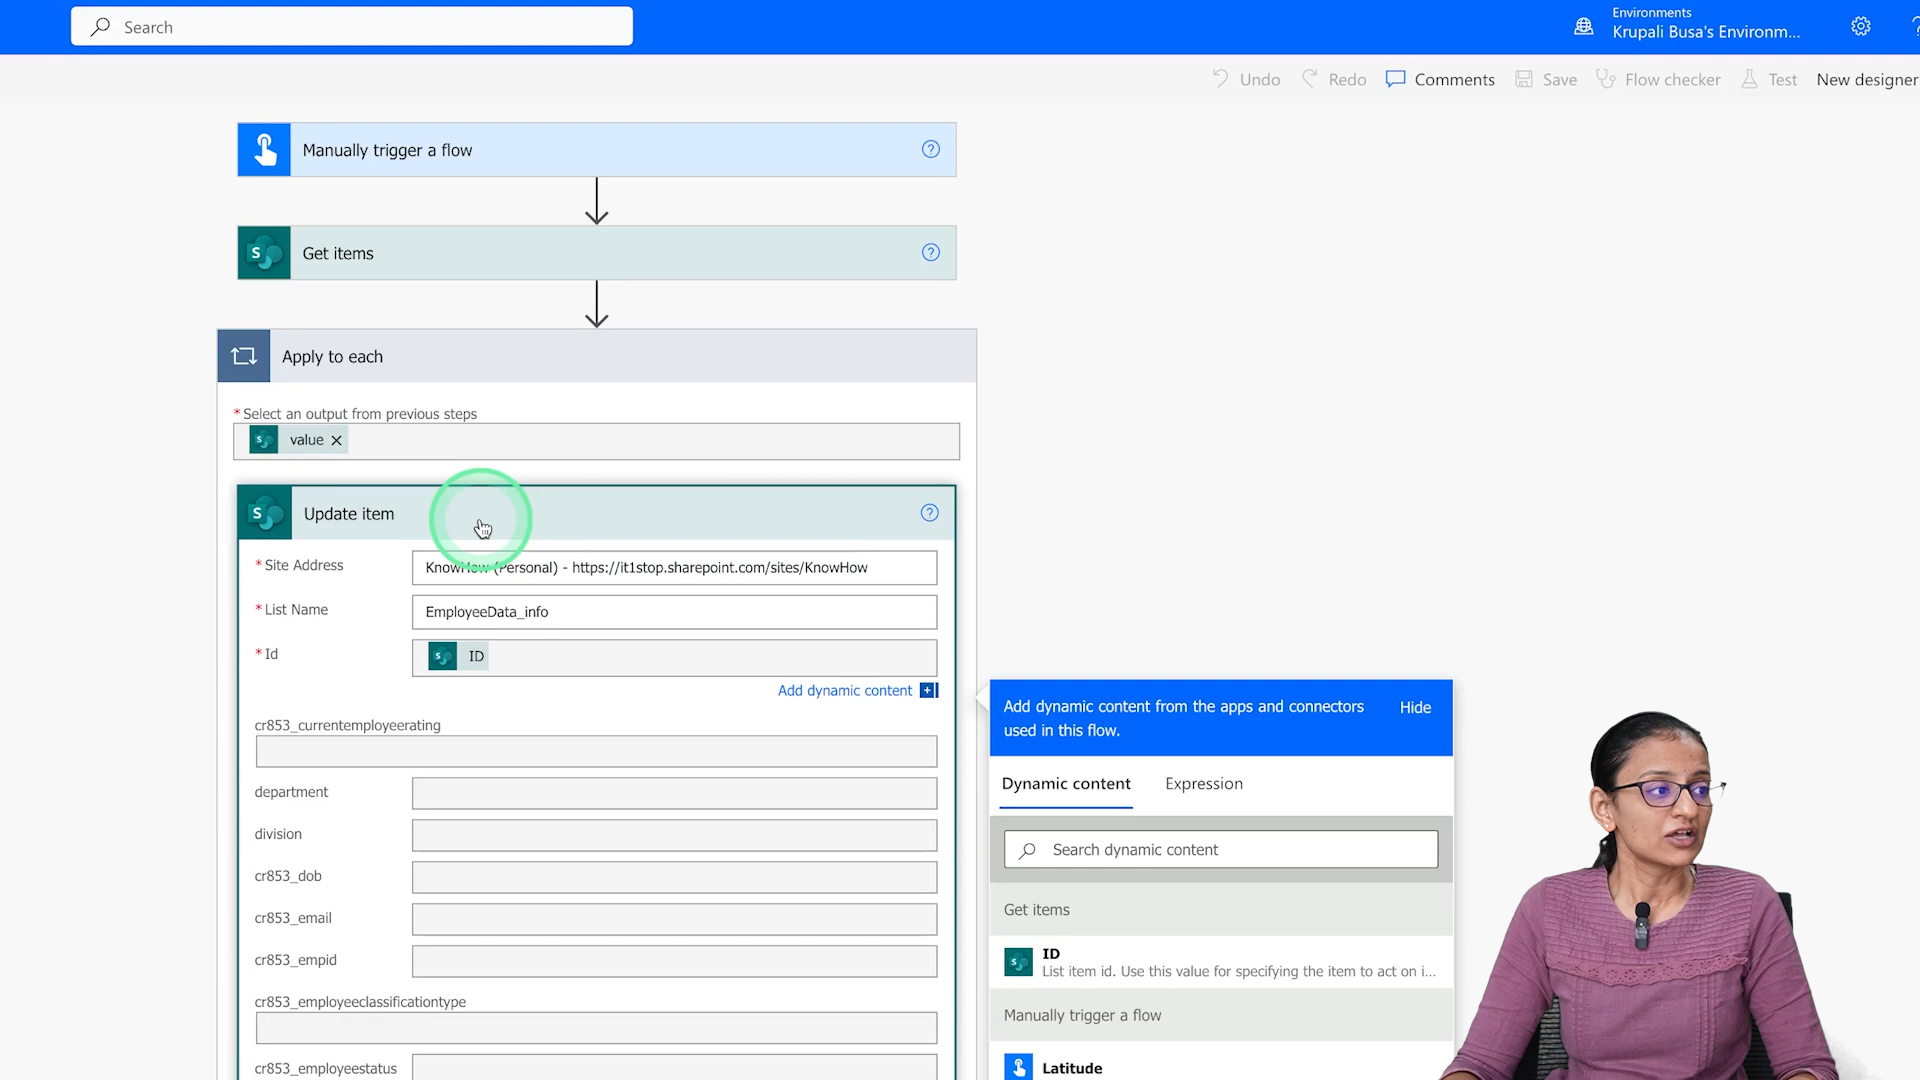 Search
Environments
Krupali Busa's Environm...
Undo
Redo
Comments
Save
Flow checker
Test
New designer
Manually trigger a flow
Get items
Apply to each
* Select an output from previous steps
value
Update item
* Site Address
KnowHow (Personal) - https://it1stop.sharepoint.com/sites/KnowHow
* List Name
EmployeeData_info
* Id
ID
Add dynamic content
cr853_currentemployeerating
department
division
cr853_dob
cr853_email
cr853_empid
cr853_employeeclassificationtype
cr853_employeestatus
Add dynamic content from the apps and connectors
used in this flow.
Hide
Dynamic content
Expression
Search dynamic content
Get items
ID
List item id. Use this value for specifying the item to act on i...
Manually trigger a flow
Latitude